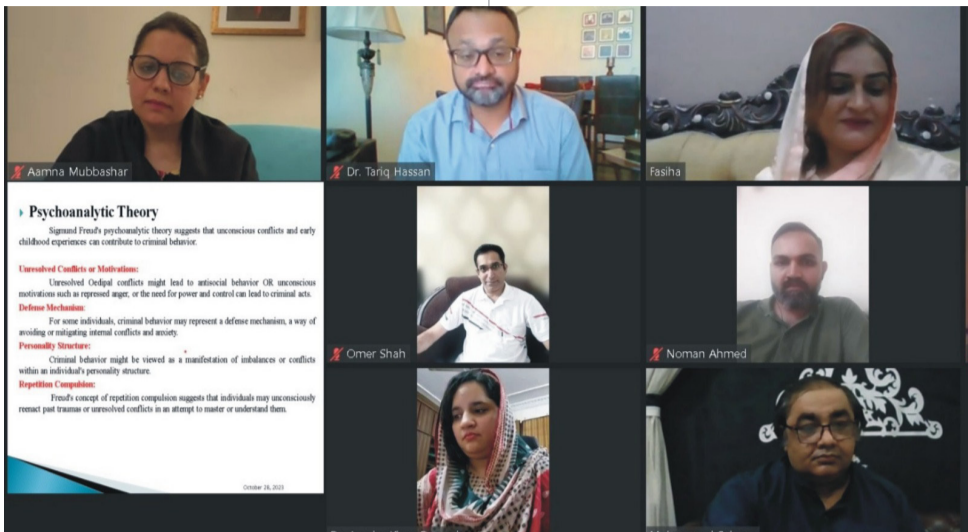 Aamna Mubbashar
Dr. Tariq Hassan
Fasiha
Psychoanalytic Theory
Sigmund Freud's psychoanalytic theory suggests that unconscious conflicts and early
childhood experiences can contribute to criminal behavior.
Unresolved Conflicts or Motivations:
Unresolved Oedipal conflicts might lead to antisocial behavior OR unconscious
motivations such as repressed anger, or the need for power and control can lead to criminal acts.
Defense Mechanism:
For some individuals, criminal behavior may represent a defense mechanism, a way of
avoiding or mitigating internal conflicts and anxiety.
Personality Structure:
Criminal behavior might be viewed as a manifestation of imbalances or conflicts
within an individual's personality structure.
Repetition Compulsion:
Freud's concept of repetition compulsion suggests that individuals may unconsciously
reenact past traumas or unresolved conflicts in an attempt to master or understand them.
October 28, 2023
Omer Shah
Noman Ahmed